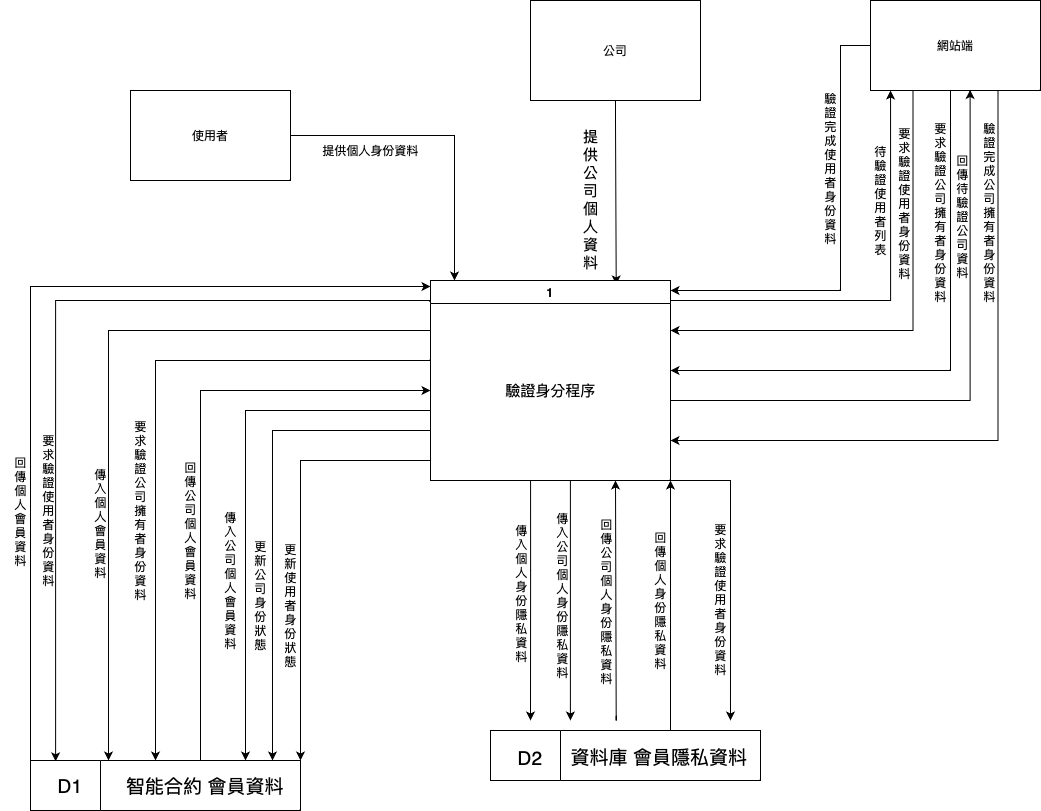 公司
網站端
使用者
提供個人身份資料
提供公司個人資料
驗證完成使用者身份資料
待驗證使用者列表
要求驗證使用者身份資料
要求驗證公司擁有者身份資料
回傳待驗證公司資料
驗證完成公司擁有者身份資料
1
驗證身分程序
回傳個人會員資料
要求驗證使用者身份資料
傳入個人會員資料
要求驗證公司擁有者身份資料
回傳公司個人會員資料
傳入公司個人會員資料
更新公司身份狀態
更新使用者身份狀態
傳入個人身份隱私資料
傳入公司個人身份隱私資料
回傳公司個人身份隱私資料
回傳個人身份隱私資料
要求驗證使用者身份資料
D1 智能合約 會員資料
D2 資料庫 會員隱私資料